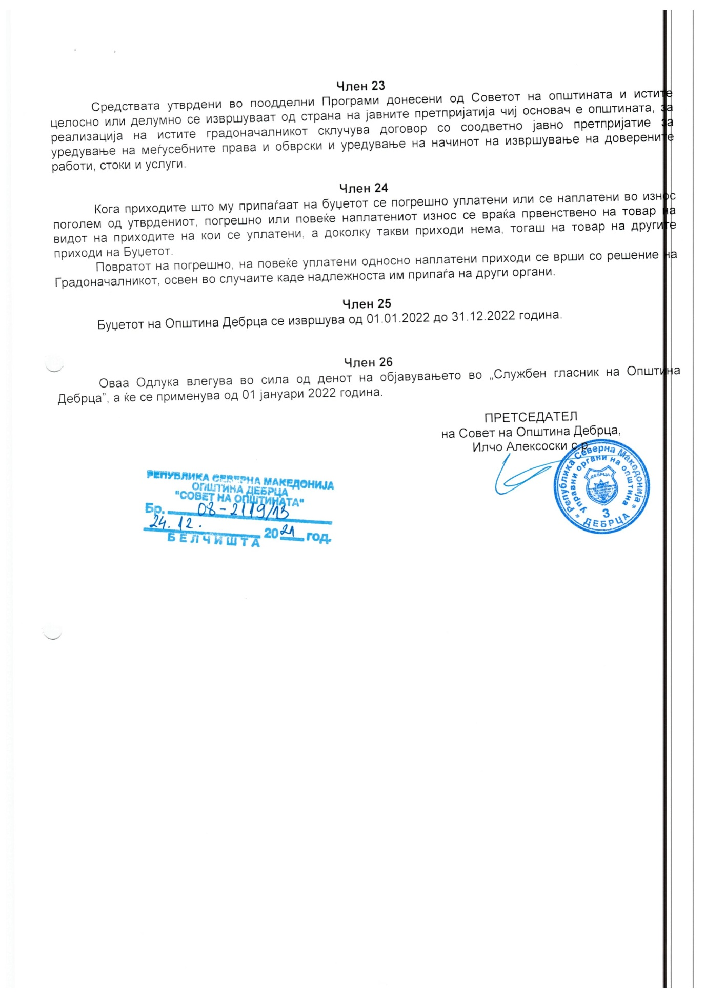 Член 23
Средствата утврдени во поодделни Програми донесени од Советот на општината и истите
целосно или делумно се извршуваат од страна на јавните претпријатија чиј основач е општината, за
реализација на истите градоначалникот склучува договор со соодветно јавно претпријатие за
уредување на меѓусебните права и обврски и уредување на начинот на извршување на доверените
работи, стоки и услуги.
Член 24
Кога приходите што му припаѓаат на буџетот се погрешно уплатени или се наплатени во износ
поголем од утврдениот, погрешно или повеќе наплатениот износ се враќа првенствено на товар на
видот на приходите на кои се уплатени, а доколку такви приходи нема, тогаш на товар на другите
приходи на Буџетот.
Повратот на погрешно, на повеќе уплатени односно наплатени приходи се врши со решение на
Градоначалникот, освен во случаите каде надлежноста им припаѓа на други органи.
Член 25
Буџетот на Општина Дебрца се извршува од 01.01.2022 до 31.12.2022 година.
Член 26
Оваа Одлука влегува во сила од денот на објавувањето во „Службен гласник на Општина
Дебрца”, а ќе се применува од 01 јануари 2022 година.
ПРЕТСЕДАТЕЛ
на Совет на Општина Дебрца,
Илчо Алексоски с.р.
РЕПУБЛИКА СЕВЕРНА МАКЕДОНИЈА
ОПШТИНА ДЕБРЦА
"СОВЕТ НА ОПШТИНАТА"
Бр. 08-2119/13
24.12. 2021 год.
БЕЛЧИШТА
* Република Северна Македонија *
управни органи на општина
ДЕБРЦА
3
ДЕБРЦА